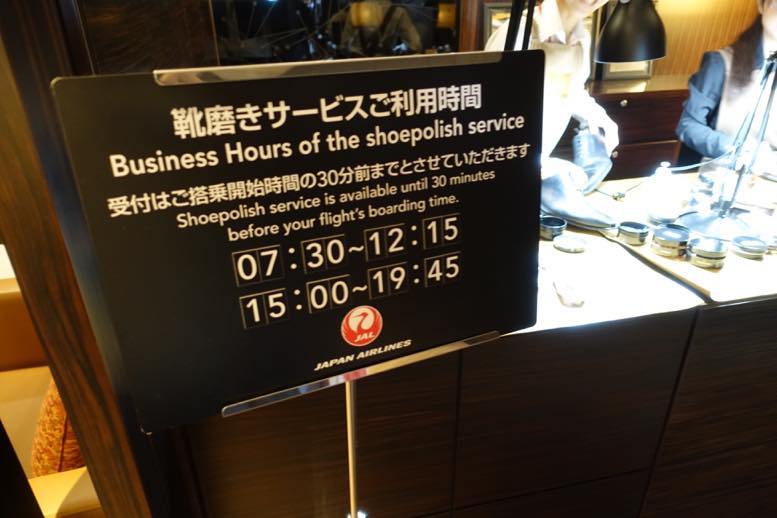 靴磨きサービスご利用時間
Business Hours of the shoepolish service
受付はご搭乗開始時間の30分前までとさせていただきます
Shoepolish service is available until 30 minutes
before your flight's boarding time.
07:30~12:15
15:00~19:45
JAL
JAPAN AIRLINES